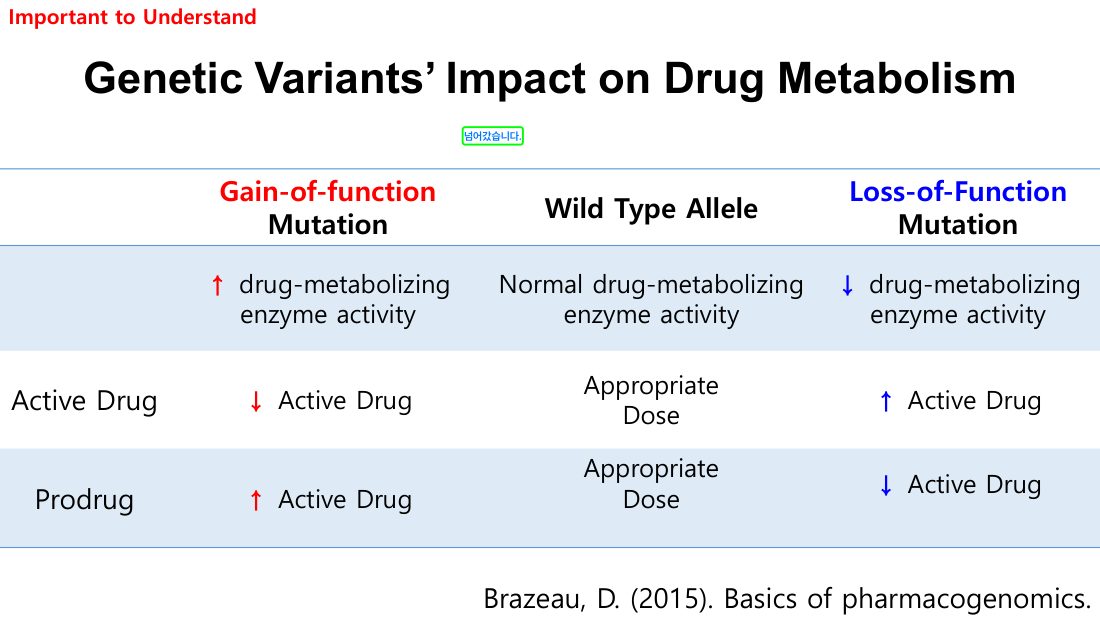 Important to Understand
Genetic Variants’ Impact on Drug Metabolism
넘어갔습니다.
Gain-of-function
Mutation
Wild Type Allele
Loss-of-Function
Mutation
↑ drug-metabolizing
enzyme activity
Normal drug-metabolizing
enzyme activity
↓ drug-metabolizing
enzyme activity
Active Drug
↓ Active Drug
Appropriate
Dose
↑ Active Drug
Prodrug
↑ Active Drug
Appropriate
Dose
↓ Active Drug
Brazeau, D. (2015). Basics of pharmacogenomics.